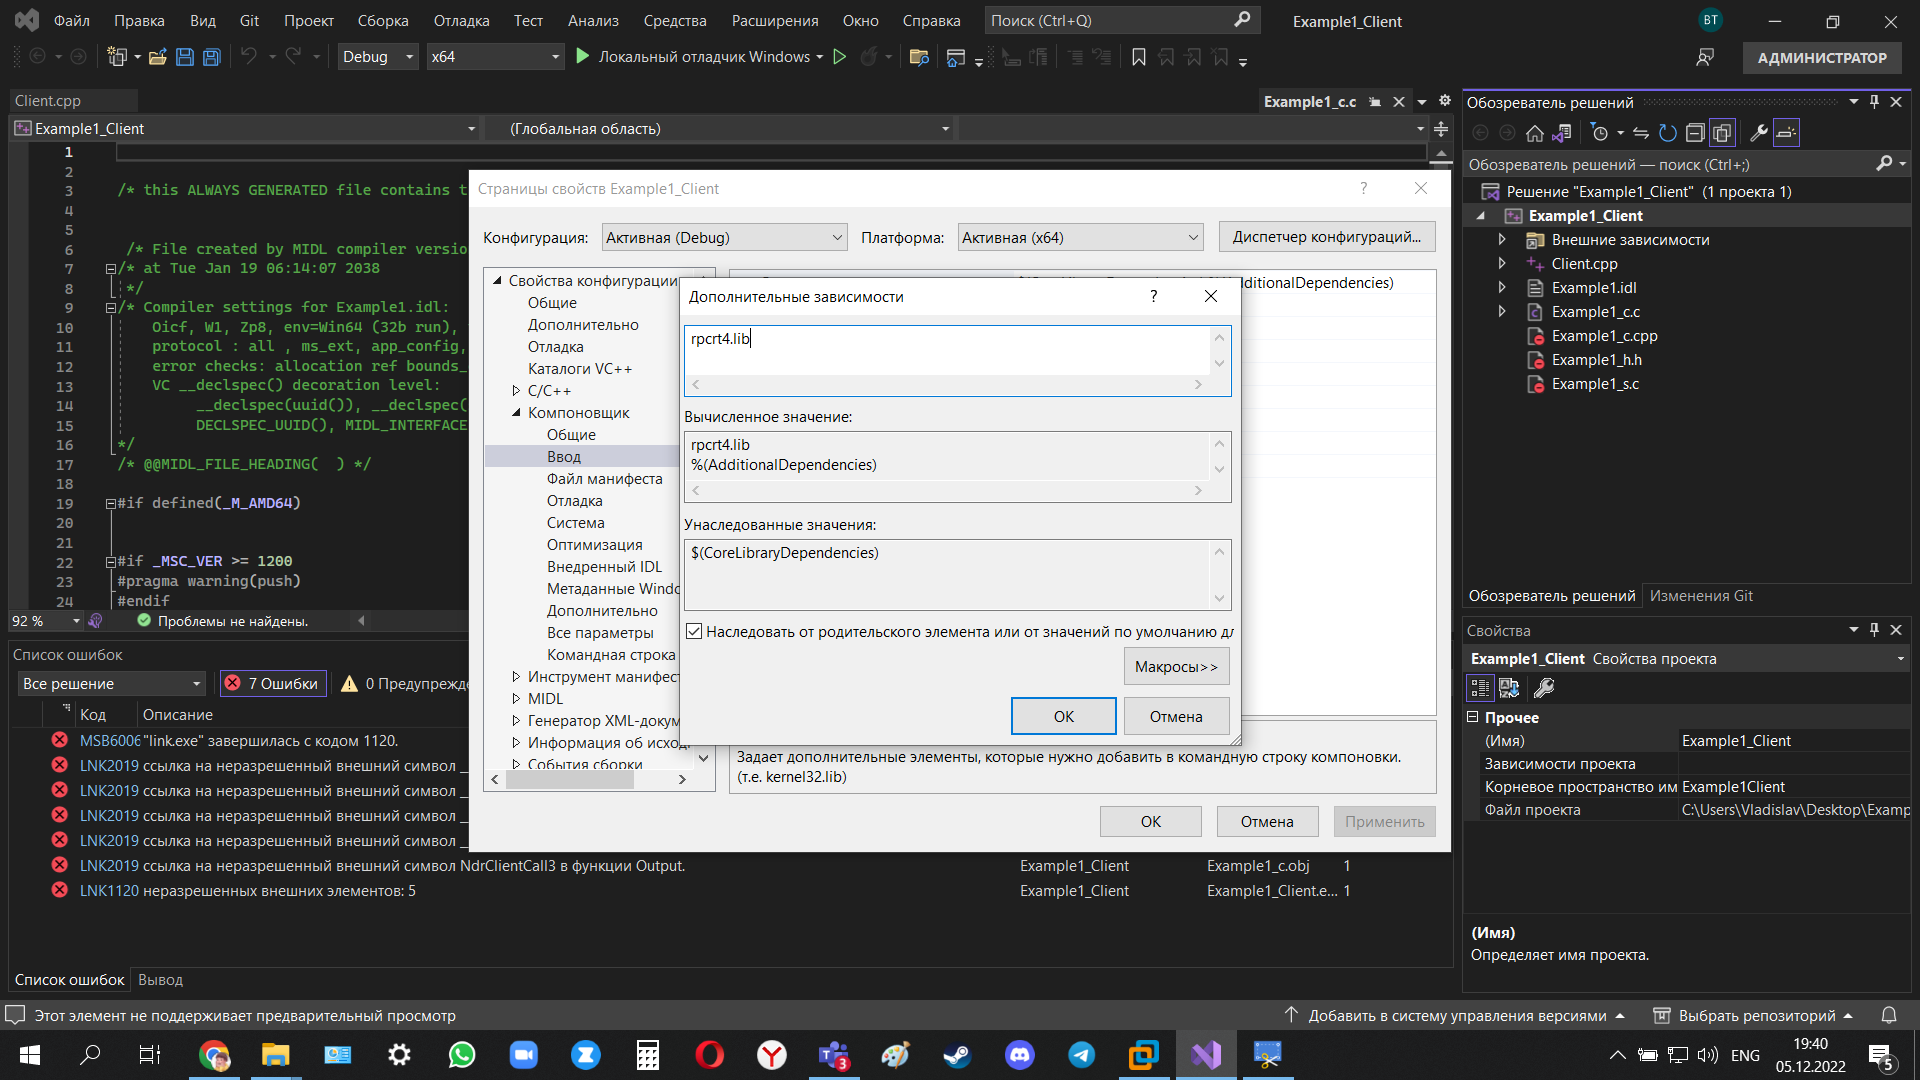 Файл Правка Вид Git Проект Сборка Отладка Тест Анализ Средства Расширения Окно Справка Поиск (Ctrl+Q) Example1_Client ВТ
Debug x64 Локальный отладчик Windows АДМИНИСТРАТОР
Client.cpp Example1_c.c
Example1_Client (Глобальная область)
1
2
3 /* this ALWAYS GENERATED file contains t
4
5
6 /* File created by MIDL compiler versio
7 /* at Tue Jan 19 06:14:07 2038
8 */
9 /* Compiler settings for Example1.idl:
10 Oicf, W1, Zp8, env=Win64 (32b run),
11 protocol : all , ms_ext, app_config,
12 error checks: allocation ref bounds_
13 VC __declspec() decoration level:
14 __declspec(uuid()), __declspec(
15 DECLSPEC_UUID(), MIDL_INTERFACE
16 */
17 /* @@MIDL_FILE_HEADING(  ) */
18
19 #if defined(_M_AMD64)
20
21
22 #if _MSC_VER >= 1200
23 #pragma warning(push)
24 #endif
92 % Проблемы не найдены.
Страницы свойств Example1_Client ?
Конфигурация: Активная (Debug) Платформа: Активная (x64) Диспетчер конфигураций...
Свойства конфигурации
Общие
Дополнительно
Отладка
Каталоги VC++
C/C++
Компоновщик
Общие
Ввод
Файл манифеста
Отладка
Система
Оптимизация
Внедренный IDL
Метаданные Windo
Дополнительно
Все параметры
Командная строка
Инструмент манифест
MIDL
Генератор XML-докум
Информация об исход
События сборки
dditionalDependencies)
Дополнительные зависимости ?
rpcrt4.lib
Вычисленное значение:
rpcrt4.lib
%(AdditionalDependencies)
Унаследованные значения:
$(CoreLibraryDependencies)
Наследовать от родительского элемента или от значений по умолчанию дл
Макросы>>
ОК Отмена
Задает дополнительные элементы, которые нужно добавить в командную строку компоновки.
(т.е. kernel32.lib)
ОК Отмена Применить
Список ошибок
Все решение 7 Ошибки 0 Предупрежде
Код Описание
MSB6006 "link.exe" завершилась с кодом 1120.
LNK2019 ссылка на неразрешенный внешний символ _
LNK2019 ссылка на неразрешенный внешний символ _
LNK2019 ссылка на неразрешенный внешний символ _
LNK2019 ссылка на неразрешенный внешний символ _
LNK2019 ссылка на неразрешенный внешний символ NdrClientCall3 в функции Output. Example1_Client Example1_c.obj 1
LNK1120 неразрешенных внешних элементов: 5 Example1_Client Example1_Client.e... 1
Список ошибок Вывод
Обозреватель решений
Обозреватель решений — поиск (Ctrl+;)
Решение "Example1_Client" (1 проекта 1)
Example1_Client
Внешние зависимости
Client.cpp
Example1.idl
Example1_c.c
Example1_c.cpp
Example1_h.h
Example1_s.c
Обозреватель решений Изменения Git
Свойства
Example1_Client Свойства проекта
Прочее
(Имя) Example1_Client
Зависимости проекта
Корневое пространство им Example1Client
Файл проекта C:\Users\Vladislav\Desktop\Examp
(Имя)
Определяет имя проекта.
Этот элемент не поддерживает предварительный просмотр Добавить в систему управления версиями Выбрать репозиторий
3 ENG 19:40
05.12.2022 5